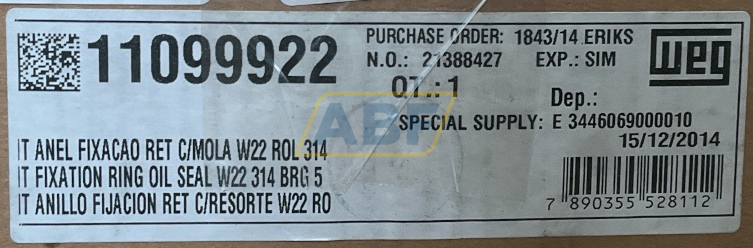 11099922
PURCHASE ORDER: 1843/14 ERIKS
N.O.: 21388427 EXP.: SIM
QT.: 1
Dep.:
weg
ABF
SPECIAL SUPPLY: E 3446069000010
15/12/2014
IT ANEL FIXACAO RET C/MOLA W22 ROL 314
IT FIXATION RING OIL SEAL W22 314 BRG 5
IT ANILLO FIJACION RET C/RESORTE W22 RO
7 890355 528112